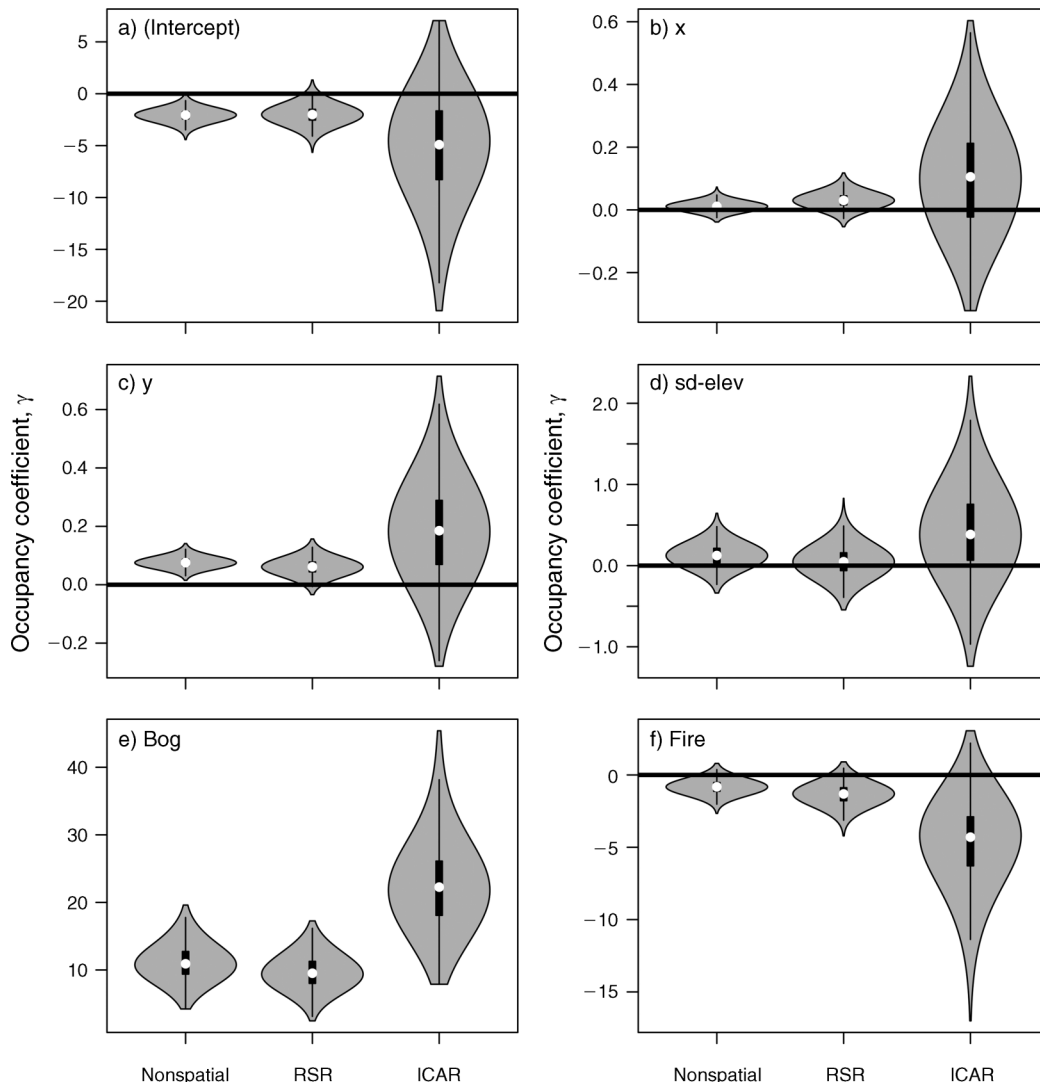 a) (Intercept)
5
0
−5
−10
−15
−20
b) x
0.6
0.4
0.2
0.0
−0.2
Occupancy coefficient, γ
c) y
0.6
0.4
0.2
0.0
−0.2
Occupancy coefficient, γ
d) sd-elev
2.0
1.0
0.0
−1.0
e) Bog
40
30
20
10
Nonspatial RSR ICAR
f) Fire
0
−5
−10
−15
Nonspatial RSR ICAR